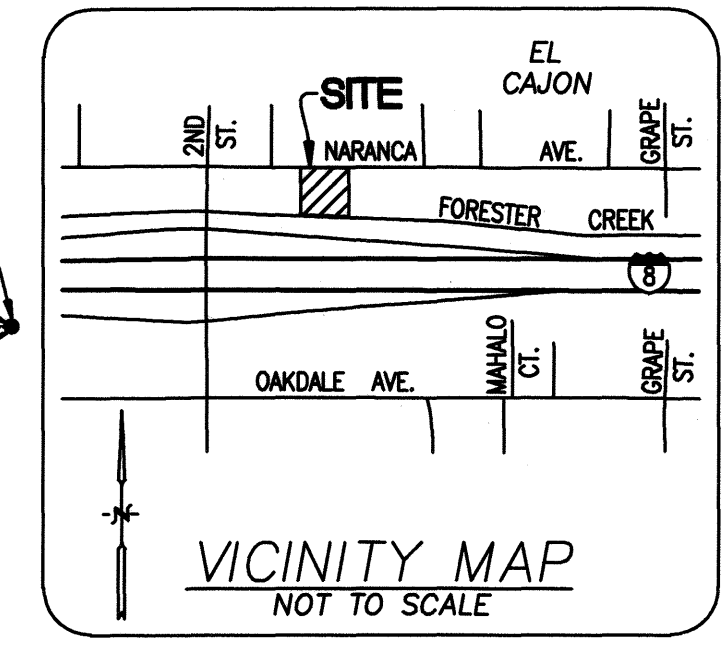 EL
CAJON
SITE
2ND
ST.
NARANCA AVE.
GRAPE
ST.
FORESTER CREEK
8
OAKDALE AVE.
MAHALO
CT.
GRAPE
ST.
N
VICINITY MAP
NOT TO SCALE